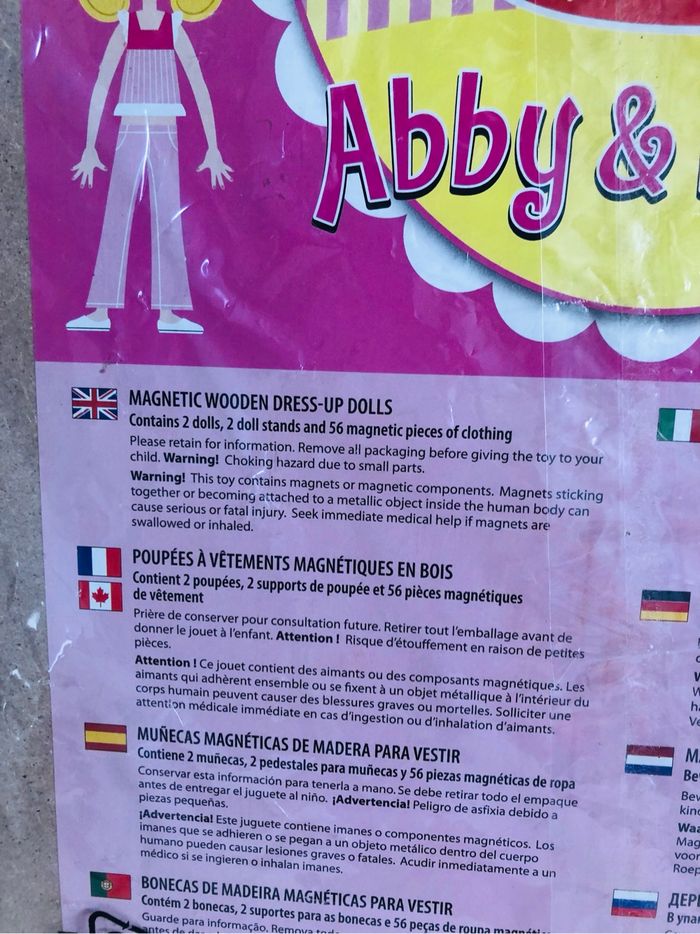 Abby &
MAGNETIC WOODEN DRESS-UP DOLLS
Contains 2 dolls, 2 doll stands and 56 magnetic pieces of clothing
Please retain for information. Remove all packaging before giving the toy to your
child. Warning! Choking hazard due to small parts.
Warning! This toy contains magnets or magnetic components. Magnets sticking
together or becoming attached to a metallic object inside the human body can
cause serious or fatal injury. Seek immediate medical help if magnets are
swallowed or inhaled.
POUPÉES À VÊTEMENTS MAGNÉTIQUES EN BOIS
Contient 2 poupées, 2 supports de poupée et 56 pièces magnétiques
de vêtement
Prière de conserver pour consultation future. Retirer tout l'emballage avant de
donner le jouet à l'enfant. Attention ! Risque d'étouffement en raison de petites
pièces.
Attention ! Ce jouet contient des aimants ou des composants magnétiques. Les
aimants qui adhèrent ensemble ou se fixent à un objet métallique à l'intérieur du
corps humain peuvent causer des blessures graves ou mortelles. Solliciter une
attention médicale immédiate en cas d'ingestion ou d'inhalation d'aimants.
MUÑECAS MAGNÉTICAS DE MADERA PARA VESTIR
Contiene 2 muñecas, 2 pedestales para muñecas y 56 piezas magnéticas de ropa
Conservar esta información para tenerla a mano. Se debe retirar todo el empaque
antes de entregar el juguete al niño. ¡Advertencia! Peligro de asfixia debido a
piezas pequeñas.
¡Advertencia! Este juguete contiene imanes o componentes magnéticos. Los
imanes que se adhieren o se pegan a un objeto metálico dentro del cuerpo
humano pueden causar lesiones graves o fatales. Acudir inmediatamente a un
médico si se ingieren o inhalan imanes.
BONECAS DE MADEIRA MAGNÉTICAS PARA VESTIR
Contém 2 bonecas, 2 suportes para as bonecas e 56 peças de roupa
Guarde para informação. Remova
antes de